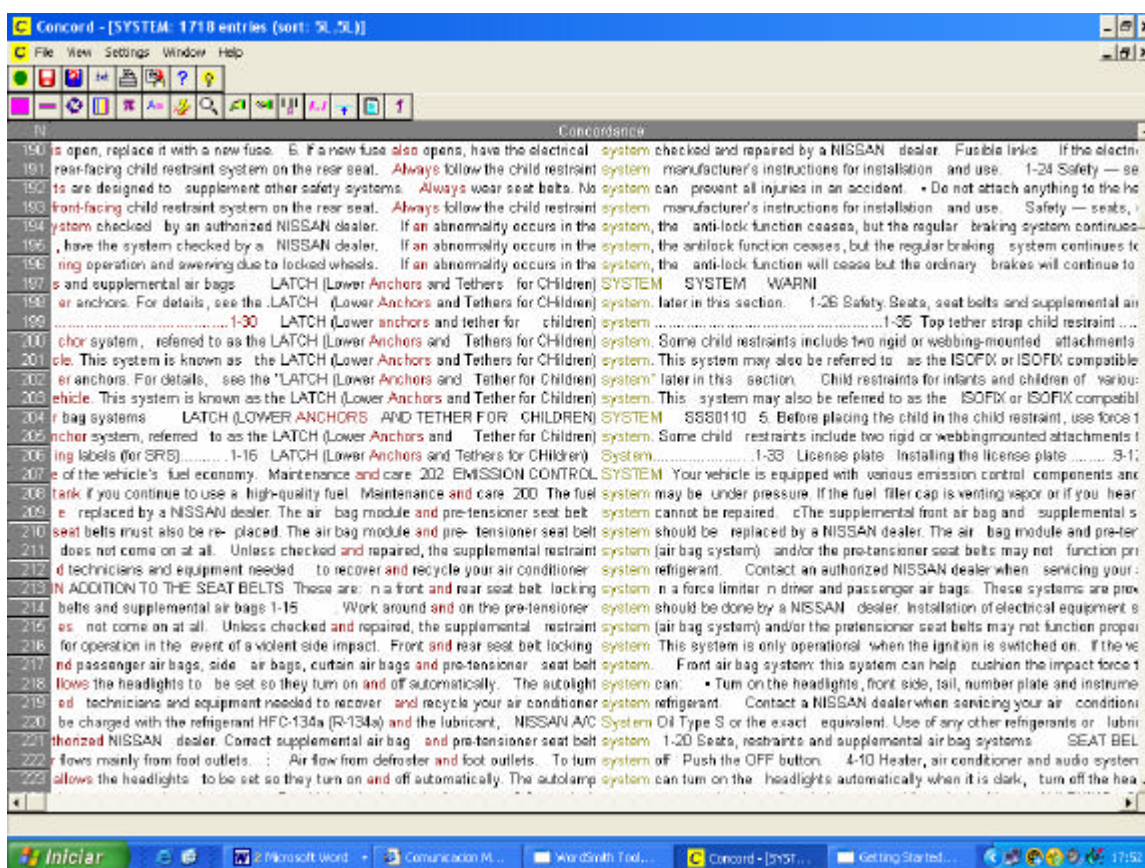 Concord - [SYSTEM: 1718 entries (sort: 5L,5L)]
File View Settings Window Help
N Concordance
190 is open, replace it with a new fuse. 6. If a new fuse also opens, have the electrical system checked and repaired by a NISSAN dealer. Fusible links If the electri
191 rear-facing child restraint system on the rear seat. Always follow the child restraint system manufacturer's instructions for installation and use. 1-24 Safety — se
192 ts are designed to supplement other safety systems. Always wear seat belts. No system can prevent all injuries in an accident. • Do not attach anything to the he
193 front-facing child restraint system on the rear seat. Always follow the child restraint system manufacturer's instructions for installation and use. Safety — seats,
194 ystem checked by an authorized NISSAN dealer. If an abnormality occurs in the system, the anti-lock function ceases, but the regular braking system continues
195 , have the system checked by a NISSAN dealer. If an abnormality occurs in the system, the antilock function ceases, but the regular braking system continues to
196 ring operation and swerving due to locked wheels. If an abnormality occurs in the system, the anti-lock function will cease but the ordinary brakes will continue to
197 s and supplemental air bags LATCH (Lower Anchors and Tethers for CHildren) SYSTEM SYSTEM WARNI
198 er anchors. For details, see the .LATCH (Lower Anchors and Tethers for Children) system. later in this section. 1-26 Safety. Seats, seat belts and supplemental air
199 ..............................1-30 LATCH (Lower anchors and tether for children) system ..............................1-35 Top tether strap child restraint ....
200 chor system, referred to as the LATCH (Lower Anchors and Tethers for Children) system. Some child restraints include two rigid or webbing-mounted attachments
201 cle. This system is known as the LATCH (Lower Anchors and Tethers for Children) system. This system may also be referred to as the ISOFIX or ISOFIX compatible
202 er anchors. For details, see the "LATCH (Lower Anchors and Tether for Children) system" later in this section. Child restraints for infants and children of variou
203 ehicle. This system is known as the LATCH (Lower Anchors and Tethers for Children) system. This system may also be referred to as the ISOFIX or ISOFIX compatibl
204 r bag systems LATCH (LOWER ANCHORS AND TETHER FOR CHILDREN) SYSTEM SSS0110 5. Before placing the child in the child restraint, use force t
205 nchor system, referred to as the LATCH (Lower Anchors and Tether for Children) system. Some child restraints include two rigid or webbingmounted attachments t
206 ing labels (for SRS)..........1-16 LATCH (Lower Anchors and Tethers for CHildren) System....................1-33 License plate Installing the license plate .......9-1
207 e of the vehicle's fuel economy. Maintenance and care 202 EMISSION CONTROL SYSTEM Your vehicle is equipped with various emission control components and
208 tank if you continue to use a high-quality fuel. Maintenance and care 200 The fuel system may be under pressure. If the fuel filler cap is venting vapor or if you hear
209 e replaced by a NISSAN dealer. The air bag module and pre-tensioner seat belt system cannot be repaired. cThe supplemental front air bag and supplemental s
210 seat belts must also be re- placed. The air bag module and pre- tensioner seat belt system should be replaced by a NISSAN dealer. The air bag module and pre-ter
211 does not come on at all. Unless checked and repaired, the supplemental restraint system (air bag system) and/or the pre-tensioner seat belts may not function pr
212 d technicians and equipment needed to recover and recycle your air conditioner system refrigerant. Contact an authorized NISSAN dealer when servicing your
213 IN ADDITION TO THE SEAT BELTS These are: n a front and rear seat belt locking system n a force limiter n driver and passenger air bags. These systems are prov
214 belts and supplemental air bags 1-15 . Work around and on the pre-tensioner system should be done by a NISSAN dealer. Installation of electrical equipment s
215 es not come on at all. Unless checked and repaired, the supplemental restraint system (air bag system) and/or the pretensioner seat belts may not function proper
216 for operation in the event of a violent side impact. Front and rear seat belt locking system This system is only operational when the ignition is switched on. If the ve
217 nd passenger air bags, side air bags, curtain air bags and pre-tensioner seat belt system. Front air bag system: this system can help cushion the impact force t
218 llows the headlights to be set so they turn on and off automatically. The autolight system can: • Turn on the headlights, front side, tail, number plate and instrume
219 ed technicians and equipment needed to recover and recycle your air conditioner system refrigerant. Contact a NISSAN dealer when servicing your air conditioni
220 be charged with the refrigerant HFC-134a (R-134a) and the lubricant, NISSAN A/C System Oil Type S or the exact equivalent. Use of any other refrigerants or lubri
221 thorized NISSAN dealer. Correct supplemental air bag and pre-tensioner seat belt system 1-20 Seats, restraints and supplemental air bag systems SEAT BEL
222 r flows mainly from foot outlets. : Air flow from defroster and foot outlets. To turn system off Push the OFF button. 4-10 Heater, air conditioner and audio system
223 allows the headlights to be set so they turn on and off automatically. The autolamp system can turn on the headlights automatically when it is dark, turn off the hea
Iniciar 2 Microsoft Word Comunicacion M... WordSmith Tool... Concord - [SYST... Getting Started...